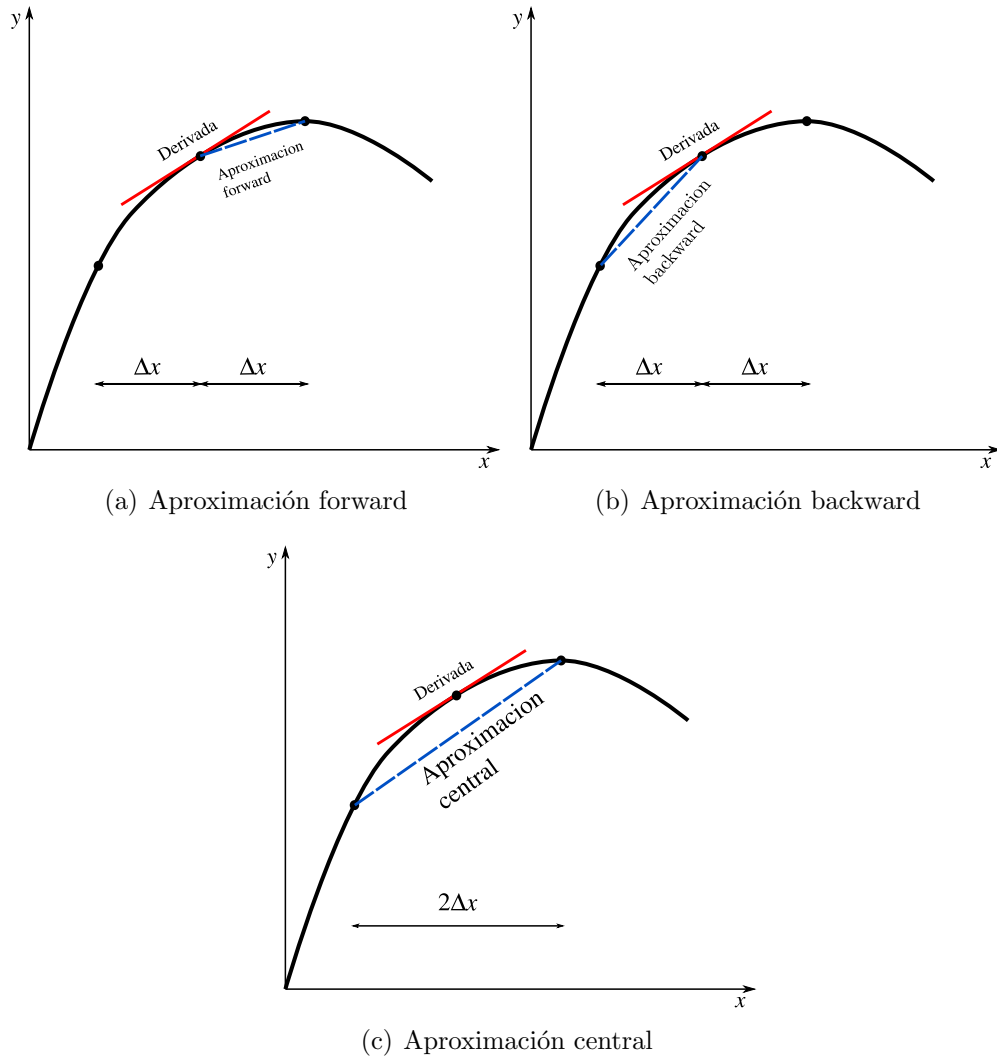 y
Derivada
Aproximacion
forward
Δx Δx
x
(a) Aproximación forward
y
Derivada
Aproximacion
backward
Δx Δx
x
(b) Aproximación backward
y
Derivada
Aproximacion
central
2Δx
x
(c) Aproximación central